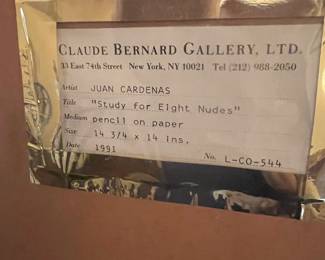 CLAUDE BERNARD GALLERY, LTD.
33 East 74th Street New York, NY 10021 Tel (212) 988-2050
Artist JUAN CARDENAS
Title "Study for Eight Nudes"
Medium pencil on paper
Size 14 3/4 x 14 ins.
Date 1991 No. L-CO-544